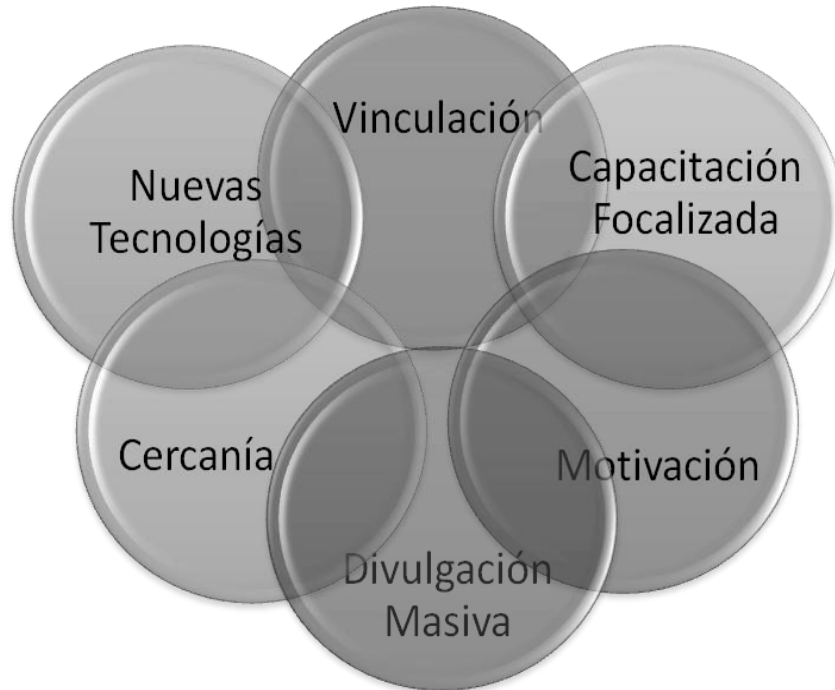 Vinculación
Capacitación
Focalizada
Motivación
Divulgación
Masiva
Cercanía
Nuevas
Tecnologías